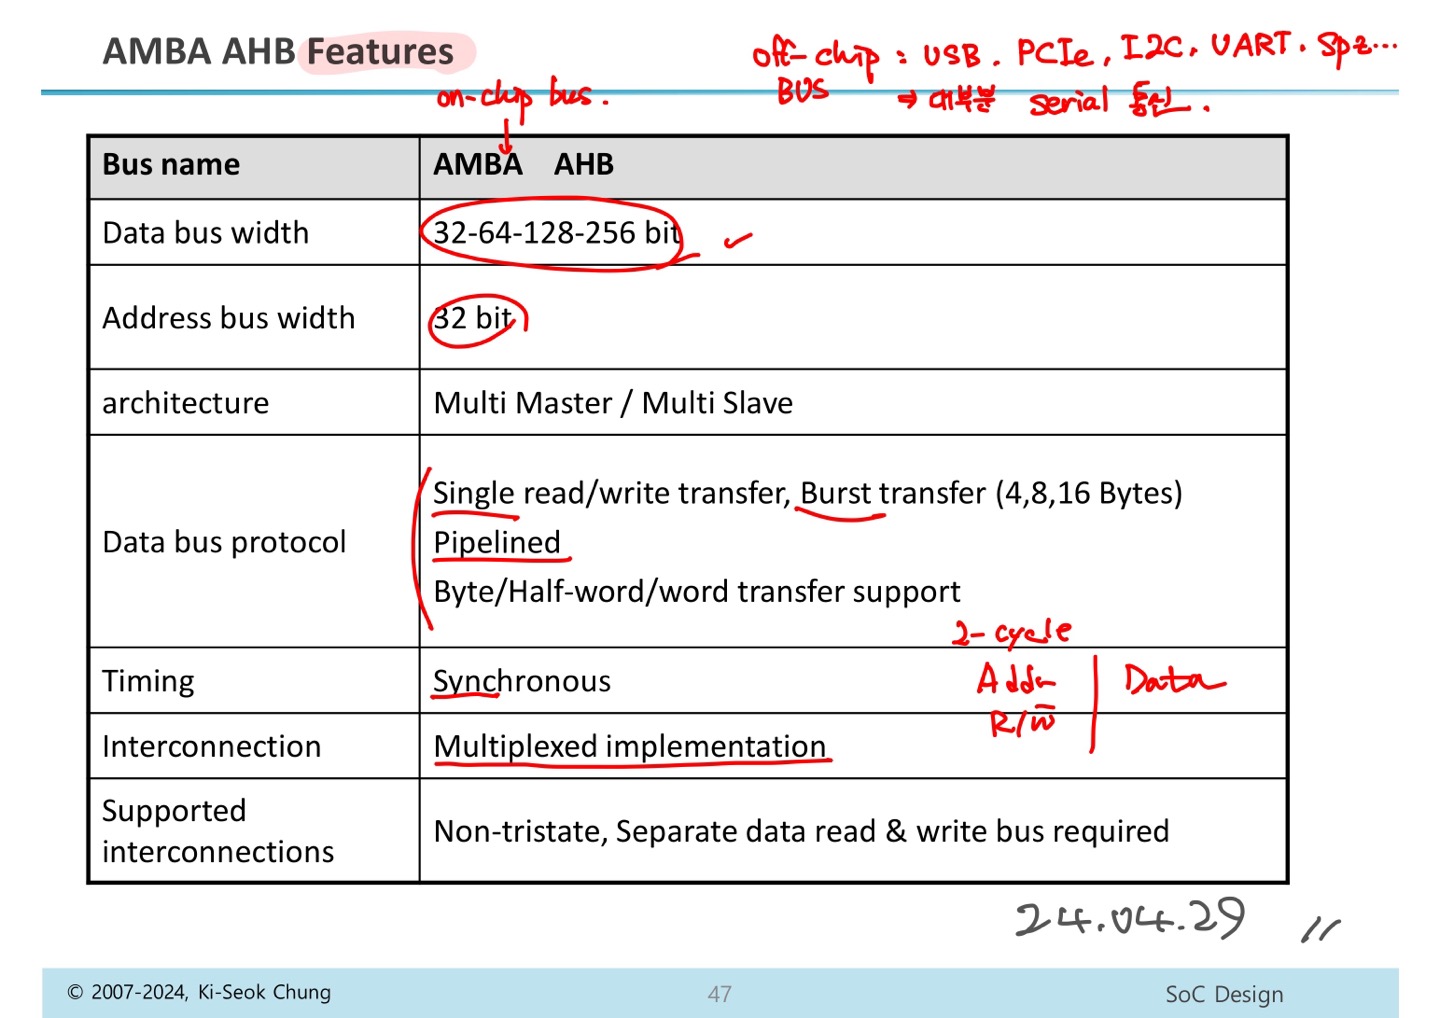 AMBA AHB Features
off-chip : USB. PCIe, I2C, UART. SPI...
BUS
⇒ 대부분 serial 통신.
on-chip bus.
Bus name AMBA AHB
Data bus width 32-64-128-256 bit
Address bus width 32 bit
architecture Multi Master / Multi Slave
Data bus protocol
Single read/write transfer, Burst transfer (4,8,16 Bytes)
Pipelined
Byte/Half-word/word transfer support
2-cycle
Timing Synchronous
Addr Data
R/W̅
Interconnection Multiplexed implementation
Supported
interconnections
Non-tristate, Separate data read & write bus required
24.04.29
© 2007-2024, Ki-Seok Chung 47 SoC Design